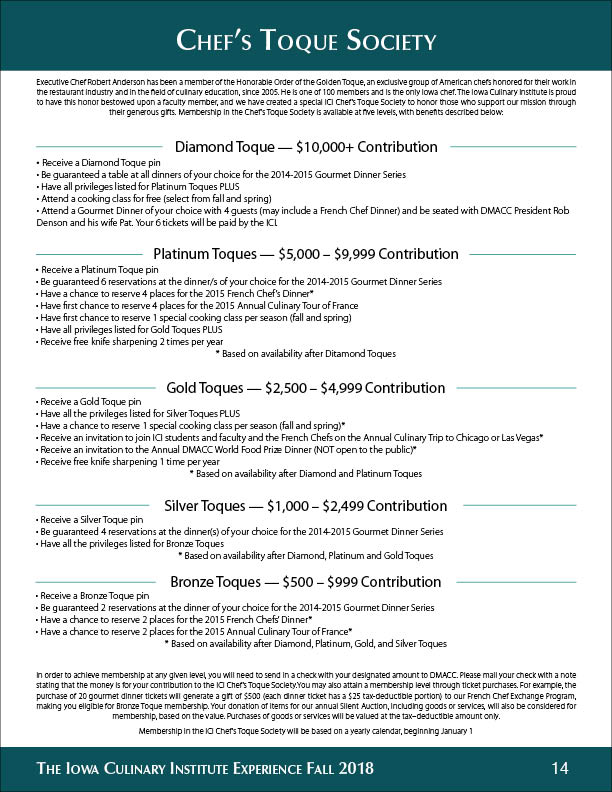 Chef's Toque Society
Executive Chef Robert Anderson has been a member of the Honorable Order of the Golden Toque, an exclusive group of American chefs honored for their work in
the restaurant industry and in the field of culinary education, since 2005. He is one of 100 members and is the only Iowa chef. The Iowa Culinary Institute is proud
to have this honor bestowed upon a faculty member, and we have created a special ICI Chef's Toque Society to honor those who support our mission through
their generous gifts. Membership in the Chef's Toque Society is available at five levels, with benefits described below:
Diamond Toque — $10,000+ Contribution
• Receive a Diamond Toque pin
• Be guaranteed a table at all dinners of your choice for the 2014-2015 Gourmet Dinner Series
• Have all privileges listed for Platinum Toques PLUS
• Attend a cooking class for free (select from fall and spring)
• Attend a Gourmet Dinner of your choice with 4 guests (may include a French Chef Dinner) and be seated with DMACC President Rob
Denson and his wife Pat. Your 6 tickets will be paid by the ICI.
Platinum Toques — $5,000 – $9,999 Contribution
• Receive a Platinum Toque pin
• Be guaranteed 6 reservations at the dinner/s of your choice for the 2014-2015 Gourmet Dinner Series
• Have a chance to reserve 4 places for the 2015 French Chef's Dinner*
• Have first chance to reserve 4 places for the 2015 Annual Culinary Tour of France
• Have first chance to reserve 1 special cooking class per season (fall and spring)
• Have all privileges listed for Gold Toques PLUS
• Receive free knife sharpening 2 times per year
* Based on availability after Ditamond Toques
Gold Toques — $2,500 – $4,999 Contribution
• Receive a Gold Toque pin
• Have all the privileges listed for Silver Toques PLUS
• Have a chance to reserve 1 special cooking class per season (fall and spring)*
• Receive an invitation to join ICI students and faculty and the French Chefs on the Annual Culinary Trip to Chicago or Las Vegas*
• Receive an invitation to the Annual DMACC World Food Prize Dinner (NOT open to the public)*
• Receive free knife sharpening 1 time per year
* Based on availability after Diamond and Platinum Toques
Silver Toques — $1,000 – $2,499 Contribution
• Receive a Silver Toque pin
• Be guaranteed 4 reservations at the dinner(s) of your choice for the 2014-2015 Gourmet Dinner Series
• Have all the privileges listed for Bronze Toques
* Based on availability after Diamond, Platinum and Gold Toques
Bronze Toques — $500 – $999 Contribution
• Receive a Bronze Toque pin
• Be guaranteed 2 reservations at the dinner of your choice for the 2014-2015 Gourmet Dinner Series
• Have a chance to reserve 2 places for the 2015 French Chefs' Dinner*
• Have a chance to reserve 2 places for the 2015 Annual Culinary Tour of France*
* Based on availability after Diamond, Platinum, Gold, and Silver Toques
In order to achieve membership at any given level, you will need to send in a check with your designated amount to DMACC. Please mail your check with a note
stating that the money is for your contribution to the ICI Chef's Toque Society.You may also attain a membership level through ticket purchases. For example, the
purchase of 20 gourmet dinner tickets will generate a gift of $500 (each dinner ticket has a $25 tax-deductible portion) to our French Chef Exchange Program,
making you eligible for Bronze Toque membership. Your donation of items for our annual Silent Auction, including goods or services, will also be considered for
membership, based on the value. Purchases of goods or services will be valued at the tax–deductible amount only.
Membership in the ICI Chef's Toque Society will be based on a yearly calendar, beginning January 1
The Iowa Culinary Institute Experience Fall 2018 14